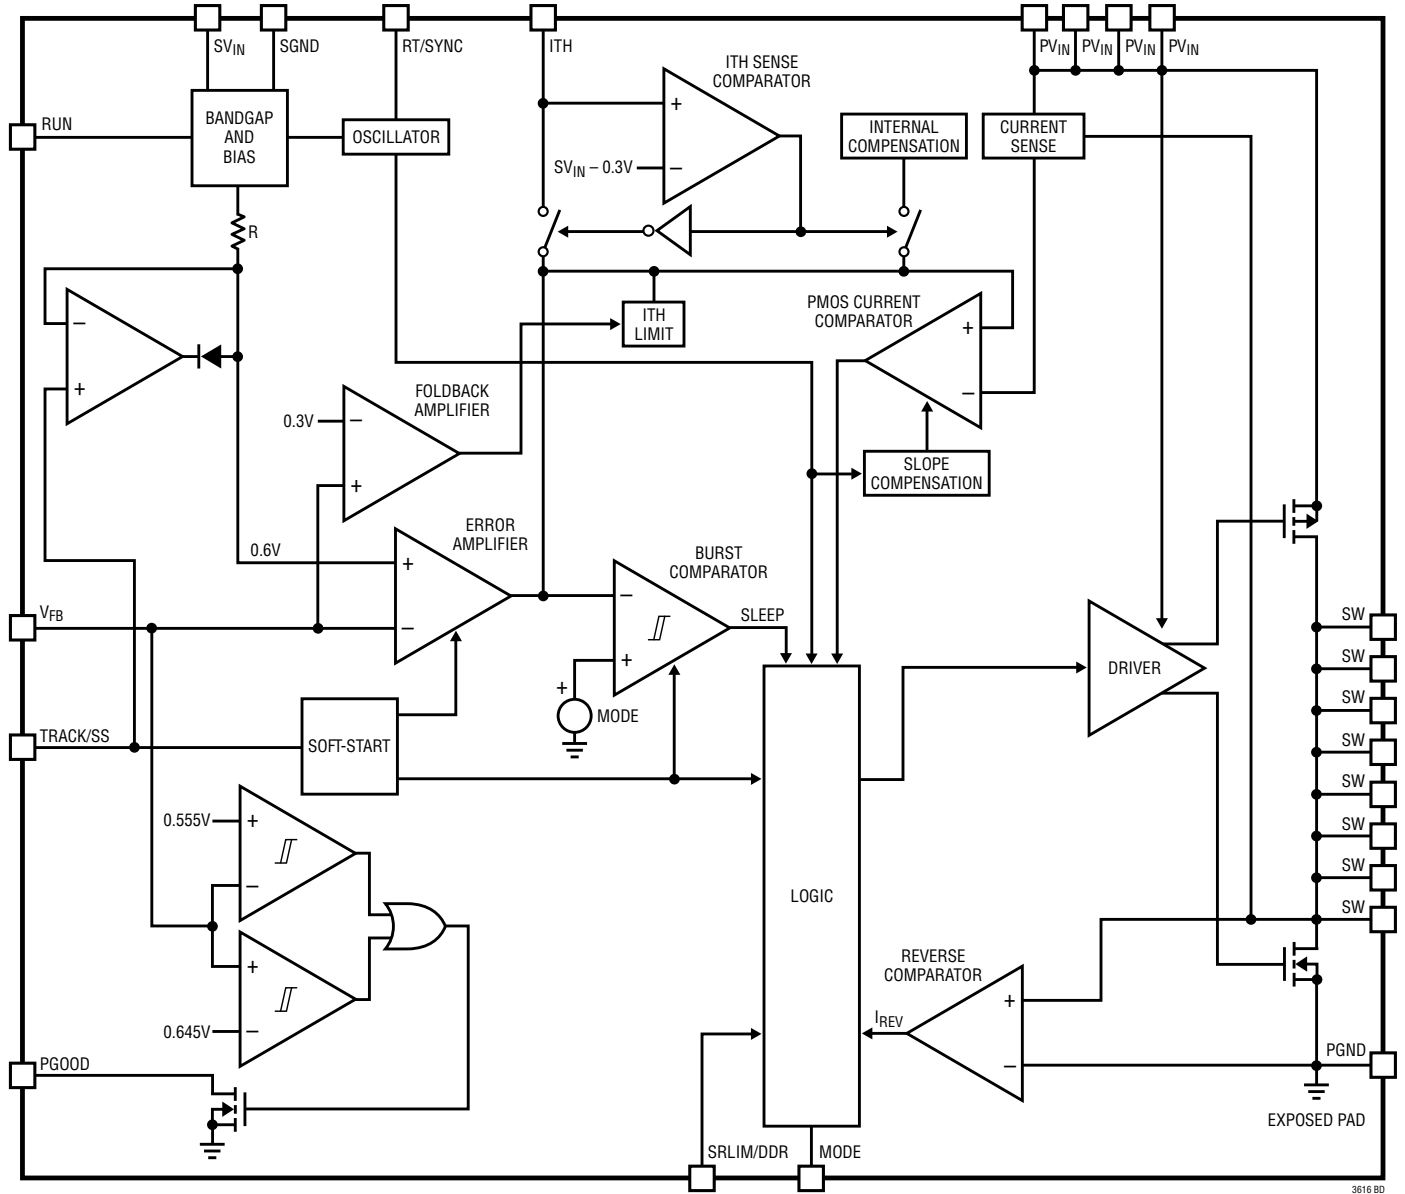 SVIN
SGND
RT/SYNC
ITH
PVIN
PVIN
PVIN
PVIN
ITH SENSE
COMPARATOR
RUN
BANDGAP
AND
BIAS
OSCILLATOR
+
SVIN – 0.3V
–
INTERNAL
COMPENSATION
CURRENT
SENSE
R
–
+
ITH
LIMIT
PMOS CURRENT
COMPARATOR
+
–
FOLDBACK
AMPLIFIER
0.3V
–
+
SLOPE
COMPENSATION
0.6V
ERROR
AMPLIFIER
+
–
BURST
COMPARATOR
–
+
SLEEP
VFB
+
MODE
DRIVER
SW
SW
SW
SW
SW
SW
SW
SW
TRACK/SS
SOFT-START
0.555V
+
–
+
0.645V
–
LOGIC
REVERSE
COMPARATOR
+
–
IREV
PGOOD
PGND
EXPOSED PAD
SRLIM/DDR
MODE
3616 BD